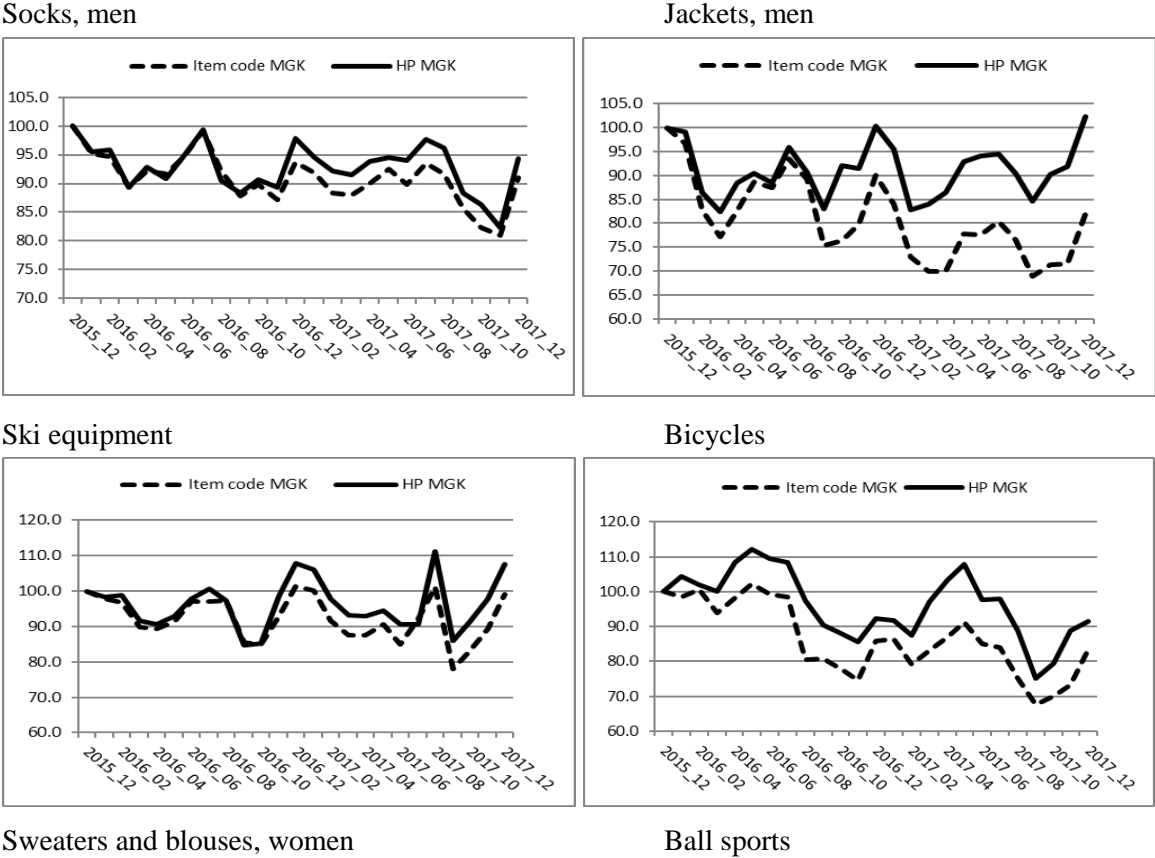 Socks, men
Jackets, men
Item code MGK HP MGK
105.0
100.0
95.0
90.0
85.0
80.0
75.0
70.0
2015_12 2016_02 2016_04 2016_06 2016_08 2016_10 2016_12 2017_02 2017_04 2017_06 2017_08 2017_10 2017_12
Item code MGK HP MGK
105.0
100.0
95.0
90.0
85.0
80.0
75.0
70.0
65.0
60.0
2015_12 2016_02 2016_04 2016_06 2016_08 2016_10 2016_12 2017_02 2017_04 2017_06 2017_08 2017_10 2017_12
Ski equipment
Bicycles
Item code MGK HP MGK
120.0
110.0
100.0
90.0
80.0
70.0
60.0
2015_12 2016_02 2016_04 2016_06 2016_08 2016_10 2016_12 2017_02 2017_04 2017_06 2017_08 2017_10 2017_12
Item code MGK HP MGK
120.0
110.0
100.0
90.0
80.0
70.0
60.0
2015_12 2016_02 2016_04 2016_06 2016_08 2016_10 2016_12 2017_02 2017_04 2017_06 2017_08 2017_10 2017_12
Sweaters and blouses, women
Ball sports